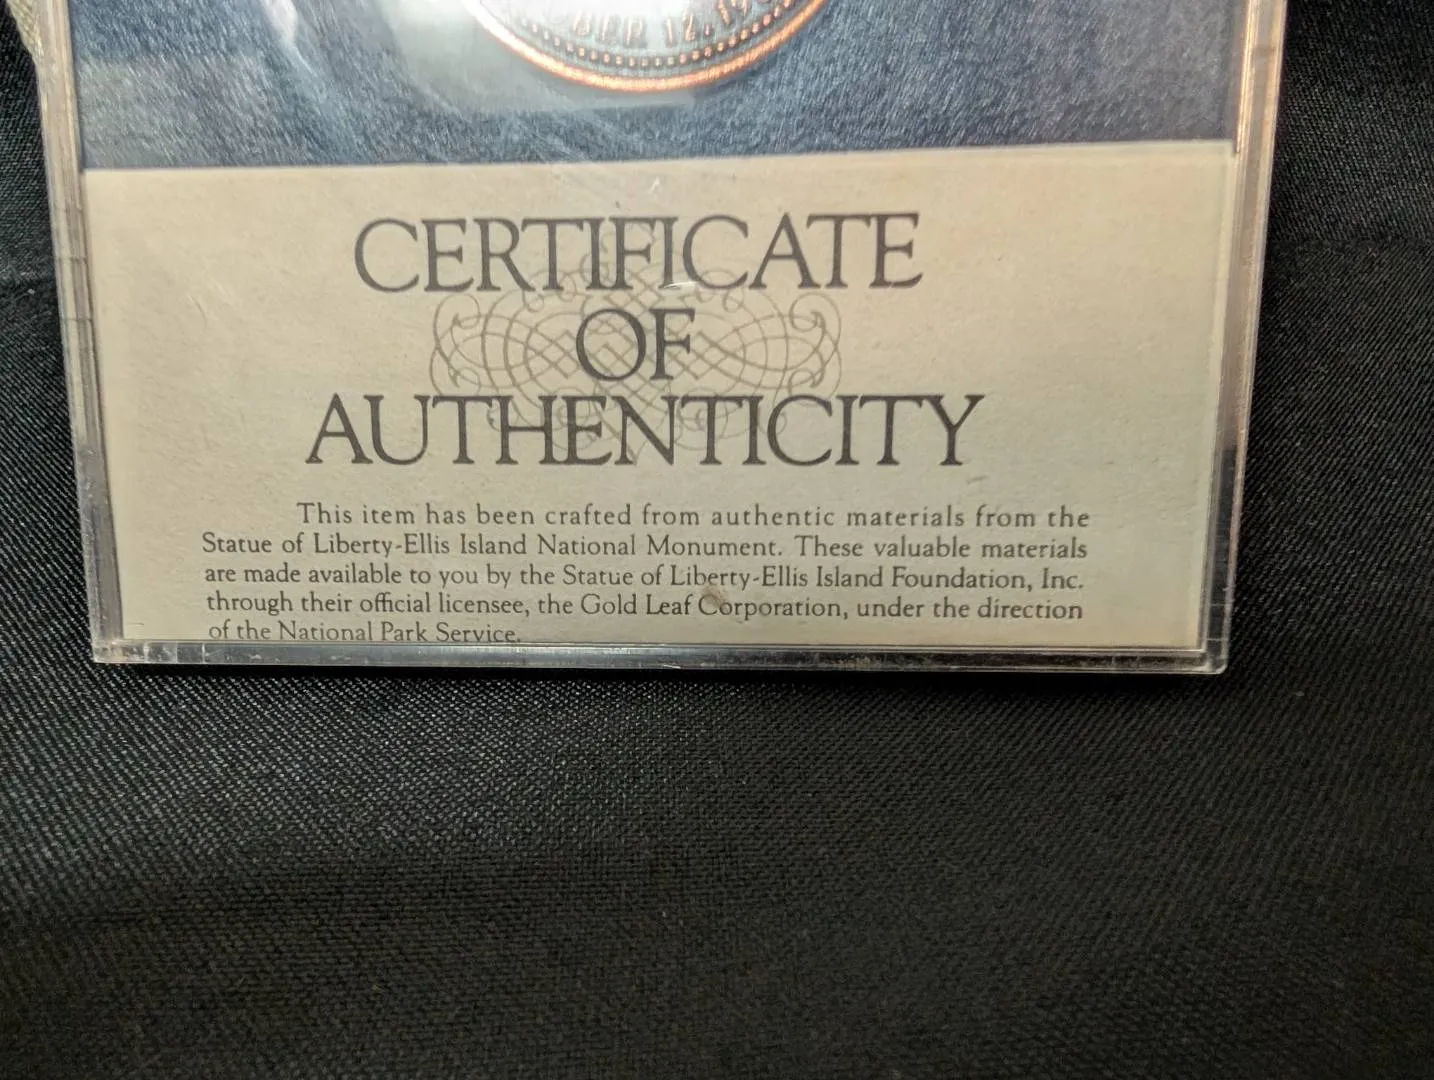 12, 19
CERTIFICATE
OF
AUTHENTICITY
This item has been crafted from authentic materials from the
Statue of Liberty-Ellis Island National Monument. These valuable materials
are made available to you by the Statue of Liberty-Ellis Island Foundation, Inc.
through their official licensee, the Gold Leaf Corporation, under the direction
of the National Park Service.